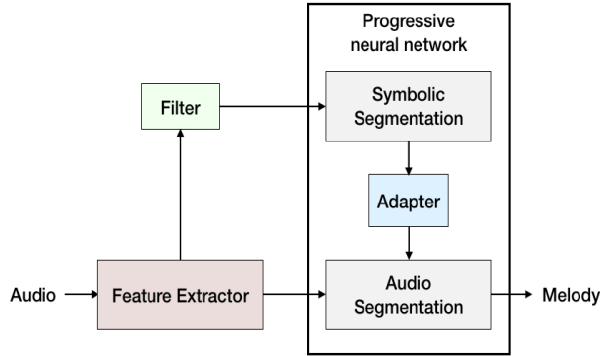 Progressive
neural network
Filter
Symbolic
Segmentation
Adapter
Audio
Feature Extractor
Audio
Segmentation
Melody